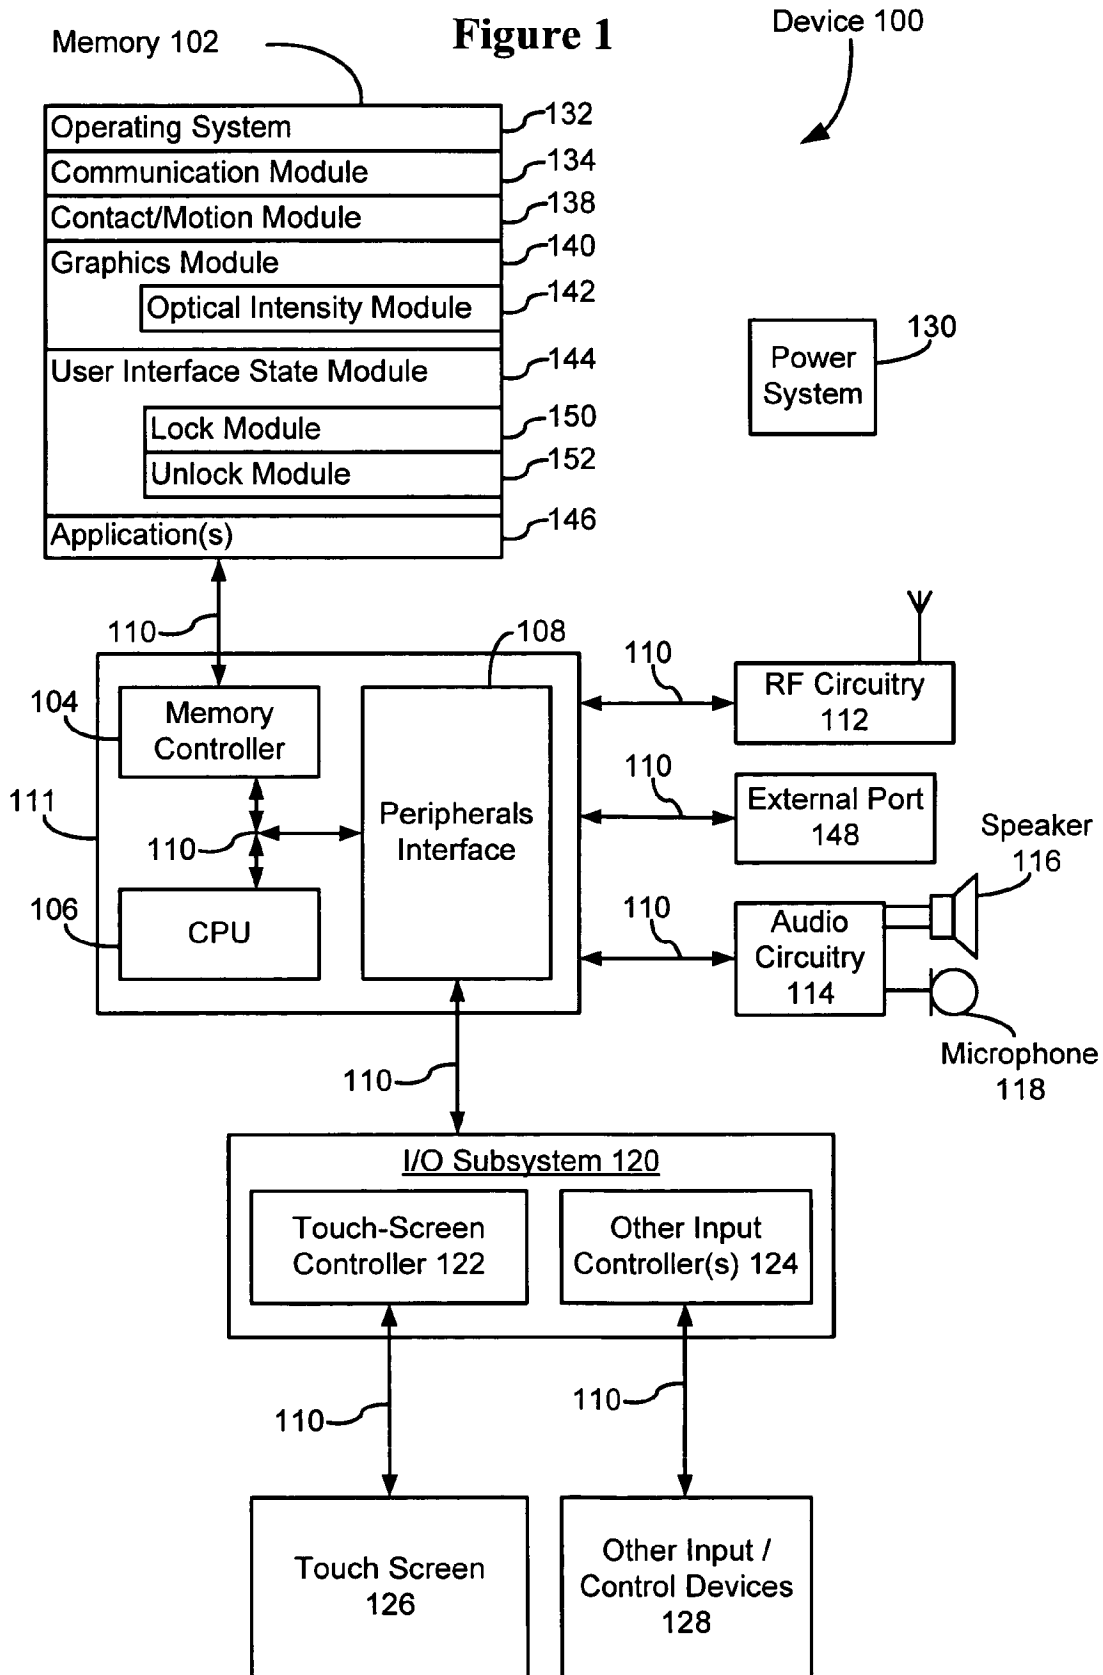 Figure 1
Device 100
Memory 102
Operating System
132
Communication Module
134
Contact/Motion Module
138
Graphics Module
140
Optical Intensity Module
142
User Interface State Module
144
Lock Module
150
Unlock Module
152
Application(s)
146
Power
System
130
110
108
104
Memory
Controller
111
110
106
CPU
Peripherals
Interface
110
RF Circuitry
112
110
External Port
148
Speaker
116
110
Audio
Circuitry
114
Microphone
118
110
I/O Subsystem 120
Touch-Screen
Controller 122
Other Input
Controller(s) 124
110
110
Touch Screen
126
Other Input /
Control Devices
128